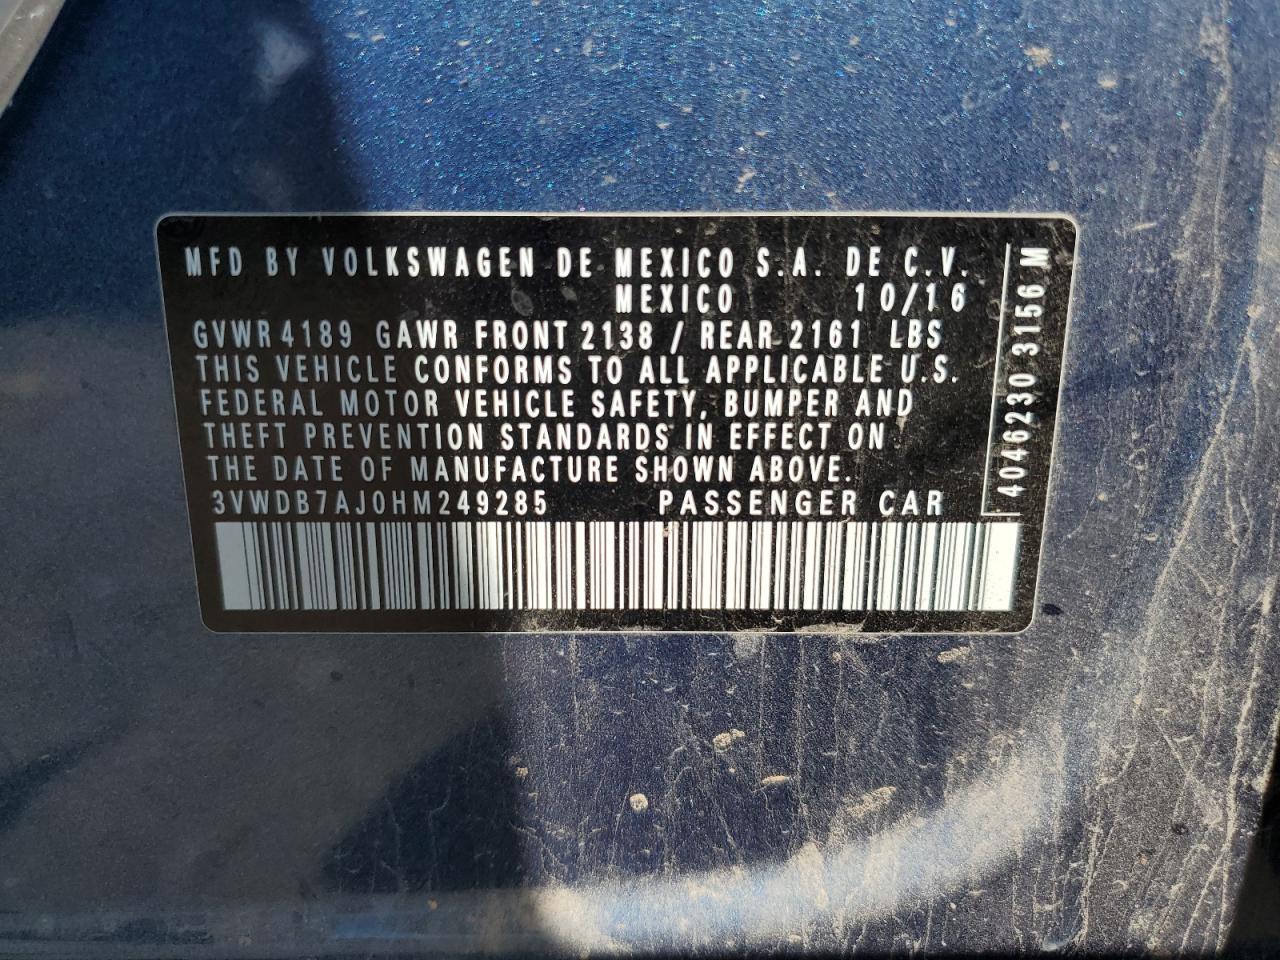 MFD BY VOLKSWAGEN DE MEXICO S.A. DE C.V.
MEXICO 10/16
GVWR 4189 GAWR FRONT 2138 / REAR 2161 LBS
THIS VEHICLE CONFORMS TO ALL APPLICABLE U.S.
FEDERAL MOTOR VEHICLE SAFETY, BUMPER AND
THEFT PREVENTION STANDARDS IN EFFECT ON
THE DATE OF MANUFACTURE SHOWN ABOVE.
3VWDB7AJ0HM249285 PASSENGER CAR
4046230 3156 M